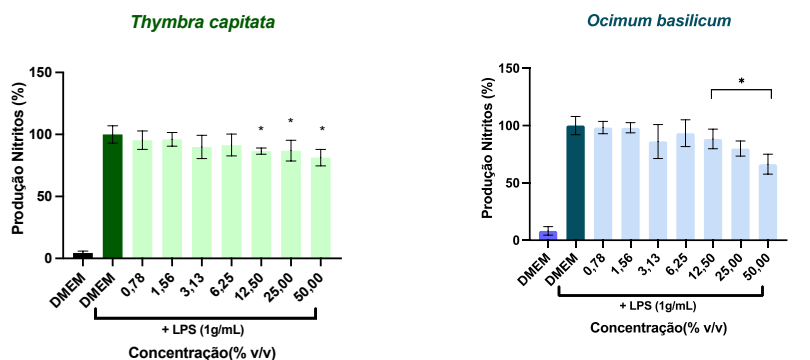 Thymbra capitata
Produção Nitritos (%)
150
100
50
0
* * *
DMEM
DMEM
0,78
1,56
3,13
6,25
12,50
25,00
50,00
+ LPS (1g/mL)
Concentração(% v/v)
Ocimum basilicum
Produção Nitritos (%)
150
100
50
0
*
DMEM
DMEM
0,78
1,56
3,13
6,25
12,50
25,00
50,00
+ LPS (1g/mL)
Concentração(% v/v)